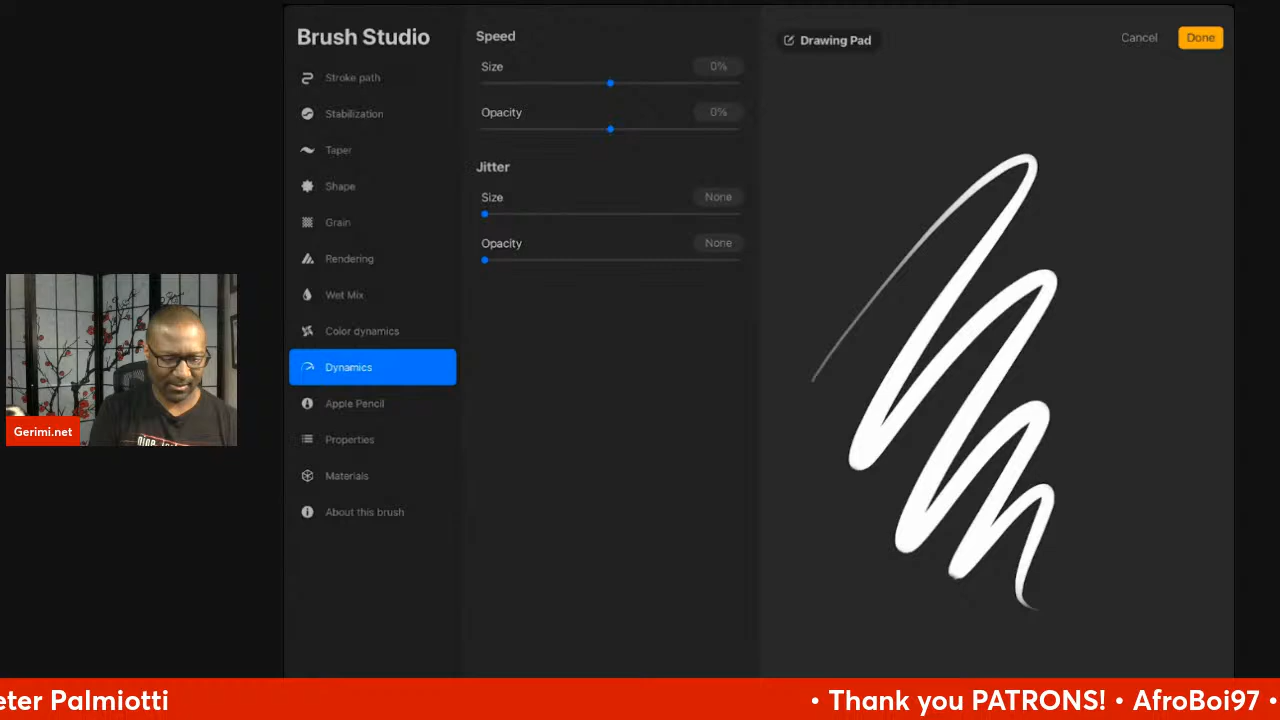 Brush Studio
Stroke path
Stabilization
Taper
Shape
Grain
Rendering
Wet Mix
Color dynamics
Dynamics
Apple Pencil
Properties
Materials
About this brush
Speed
Size 0%
Opacity 0%
Jitter
Size None
Opacity None
Drawing Pad
Cancel
Done
Gerimi.net
eter Palmiotti • Thank you PATRONS! • AfroBoi97 •